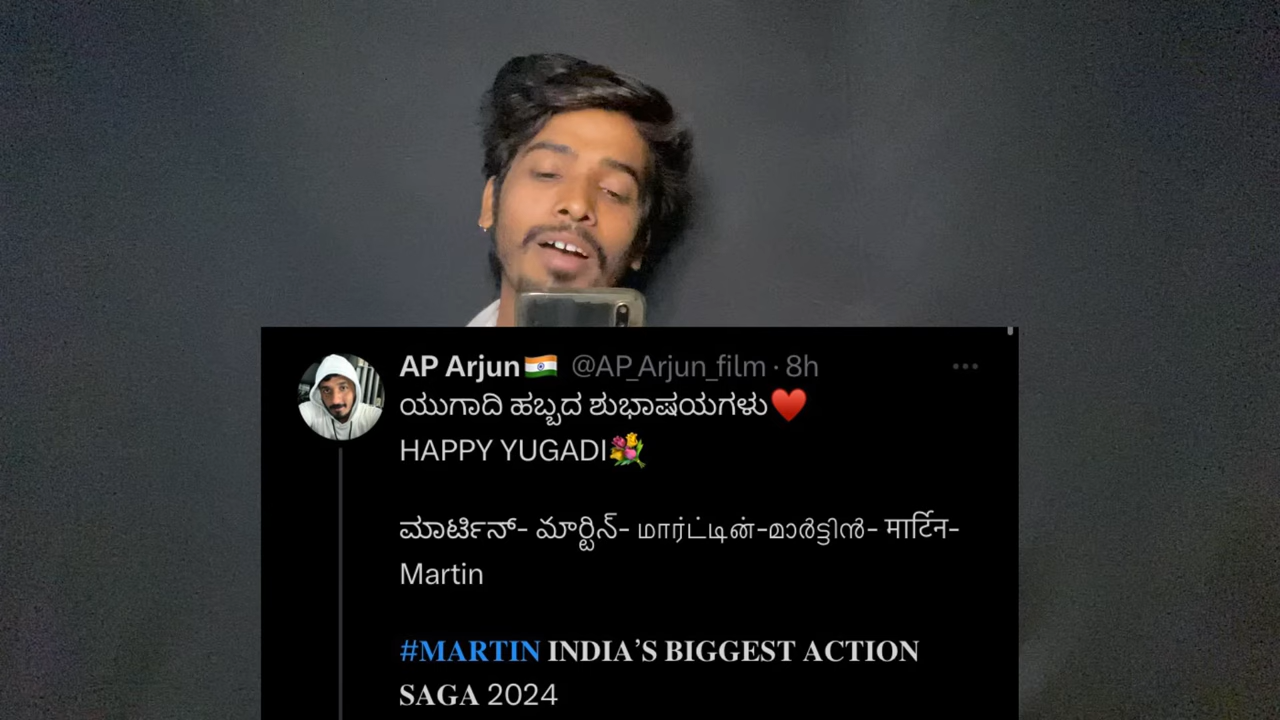 AP Arjun🇮🇳 @AP_Arjun_film · 8h
ಯುಗಾದಿ ಹಬ್ಬದ ಶುಭಾಷಯಗಳು❤️
HAPPY YUGADI💐
ಮಾರ್ಟಿನ್- మార్టిన్- மார்ட்டின்-മാർട്ടിൻ- मार्टिन-
Martin
#MARTIN INDIA’S BIGGEST ACTION
SAGA 2024